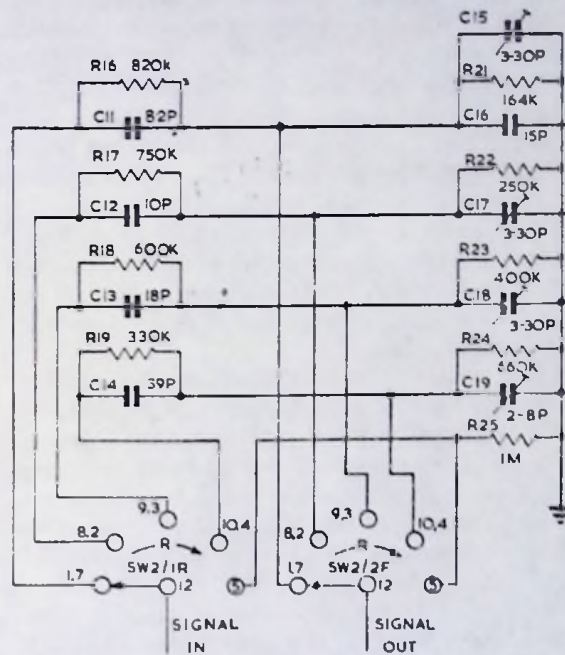 C15
3-30P
R16 820K
R21
164K
C11 82P
C16
15P
R17
750K
R22
250K
C12 10P
C17
3-30P
R18
600K
R23
400K
C13 18P
C18
3-30P
R19 330K
R24
660K
C14 39P
C19
2-8P
R25
1M
9,3
9,3
8,2
10,4
8,2
10,4
R
R
1,7
SW2/1R
5
1,7
SW2/2F
5
12
12
SIGNAL
IN
SIGNAL
OUT